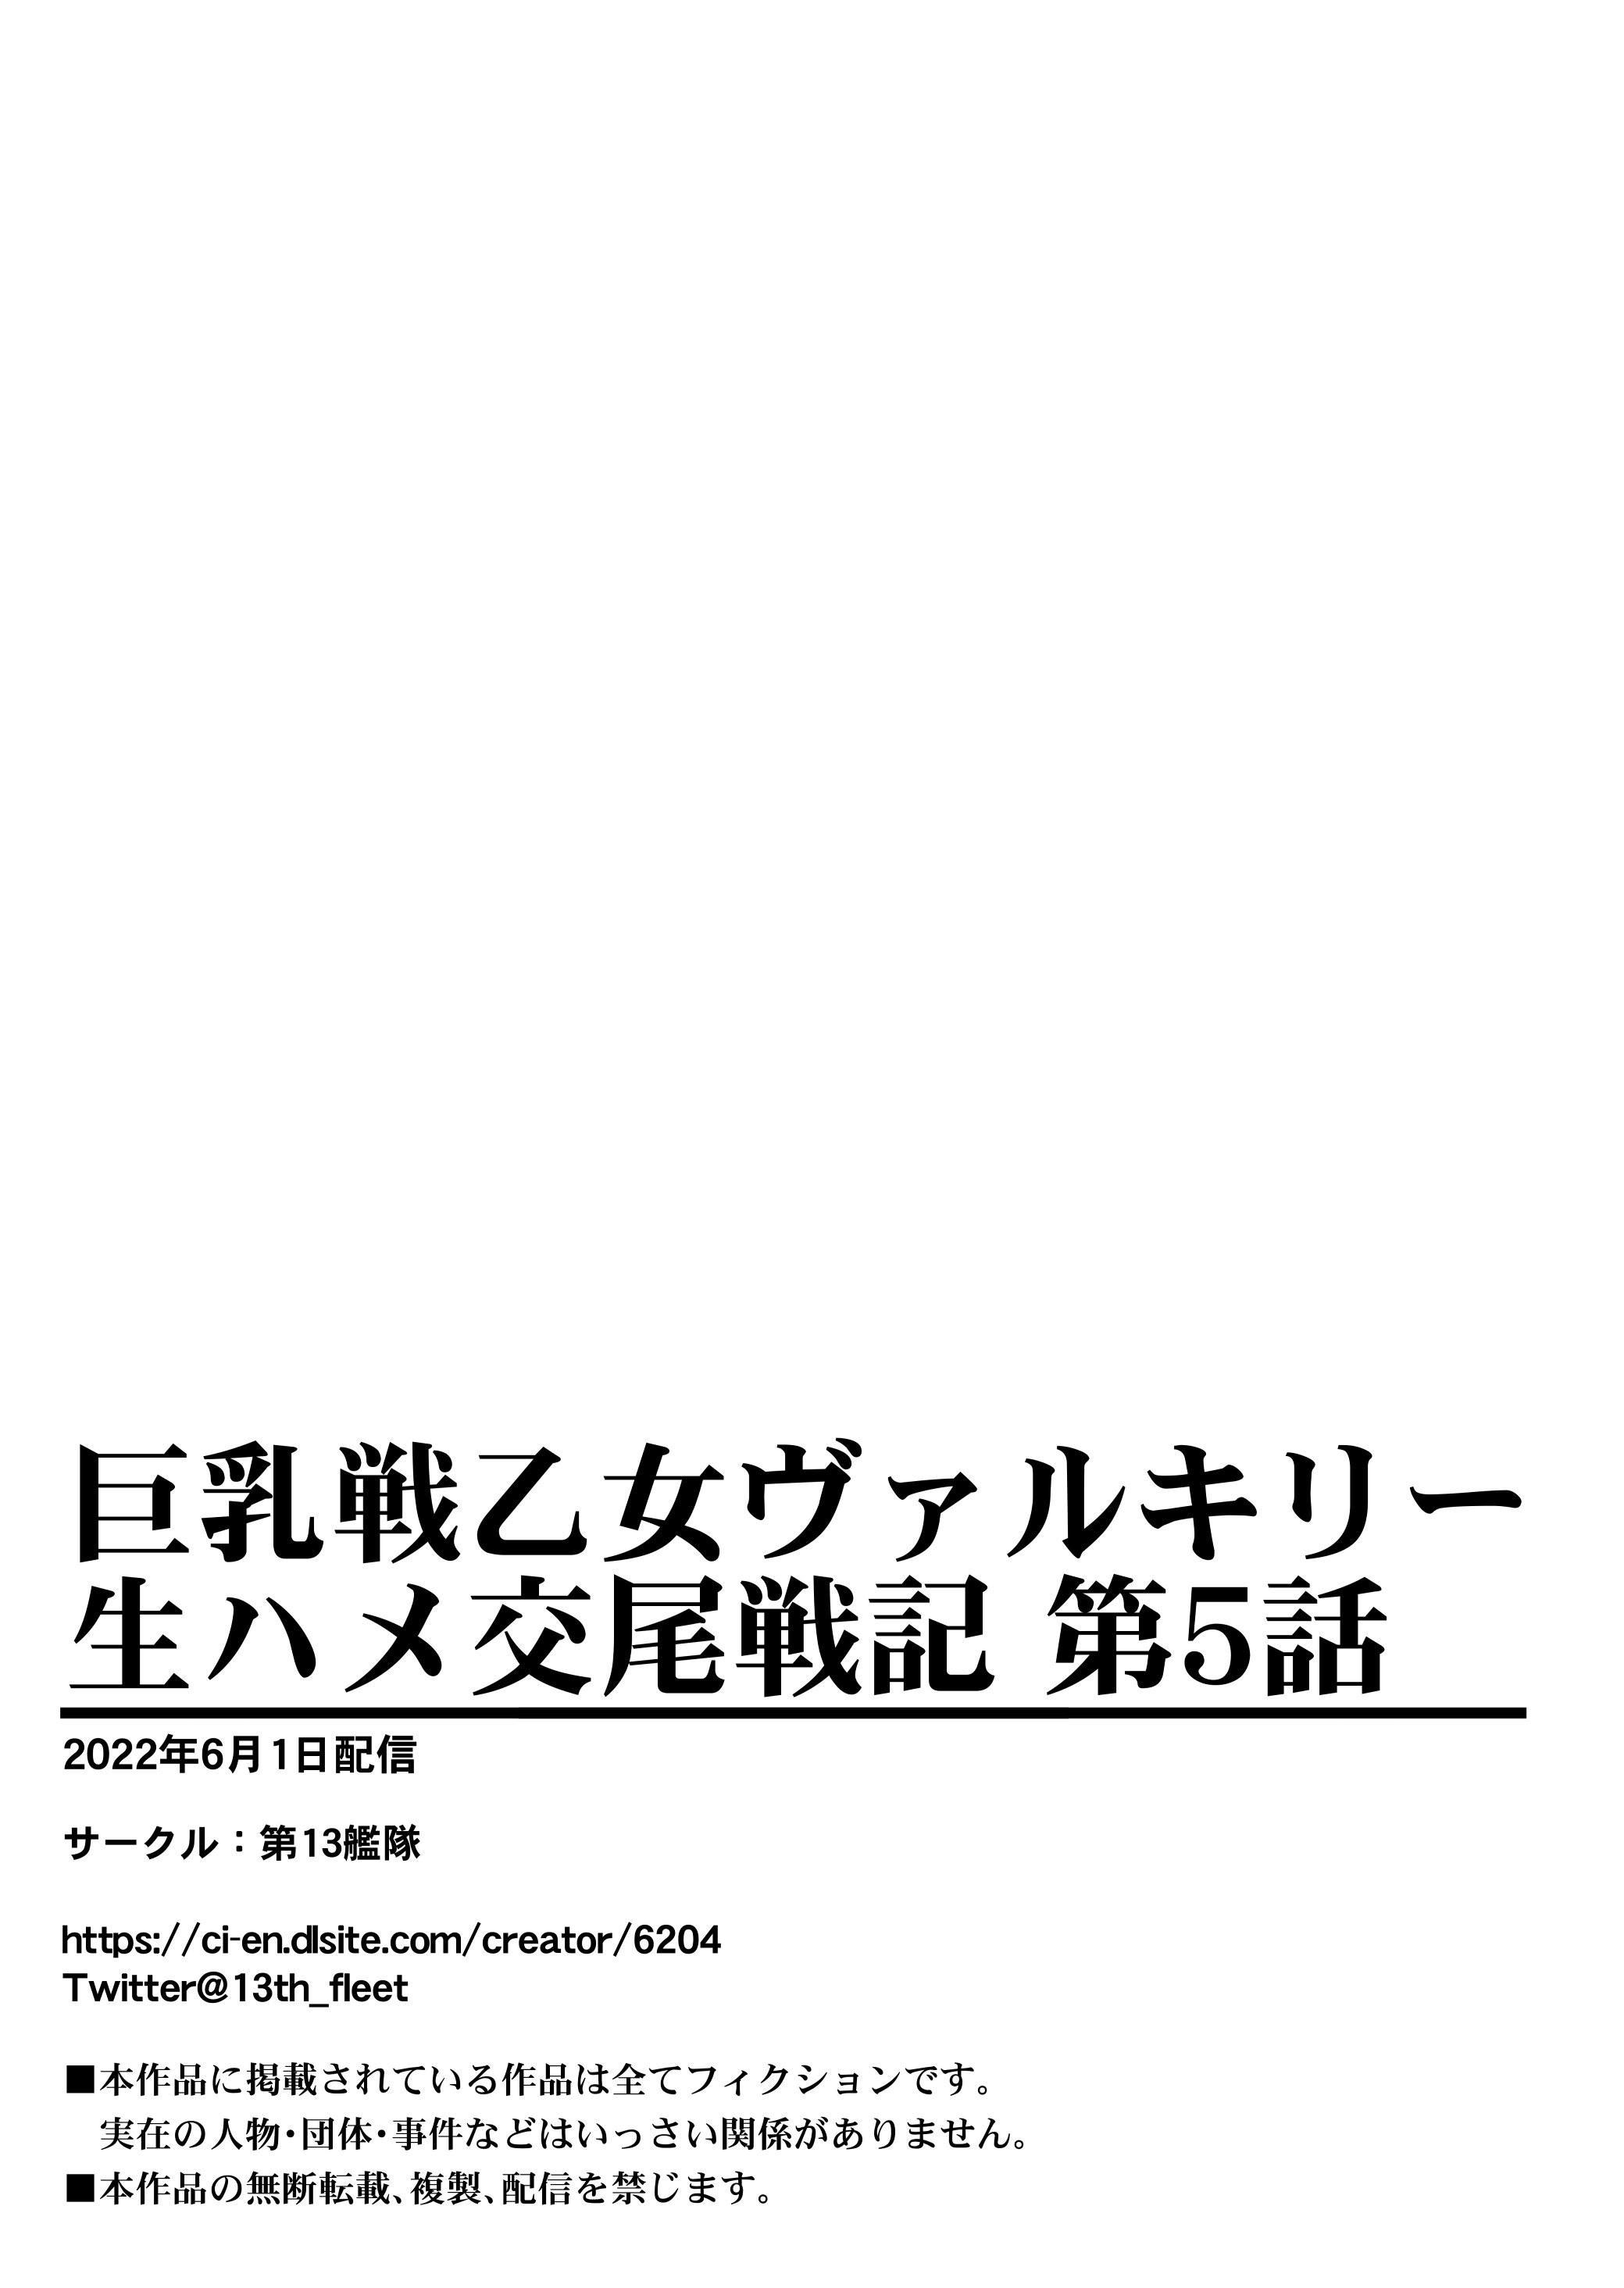 巨乳戦乙女ヴァルキリー
生ハメ交尾戦記 第5話
2022年6月1日配信
サークル：第13艦隊
https://ci-en.dlsite.com/creator/6204
Twitter@13th_fleet
■本作品に掲載されている作品は全てフィクションです。
実在の人物・団体・事件などはいっさい関係がありません。
■本作品の無断転載、複製、配信を禁じます。